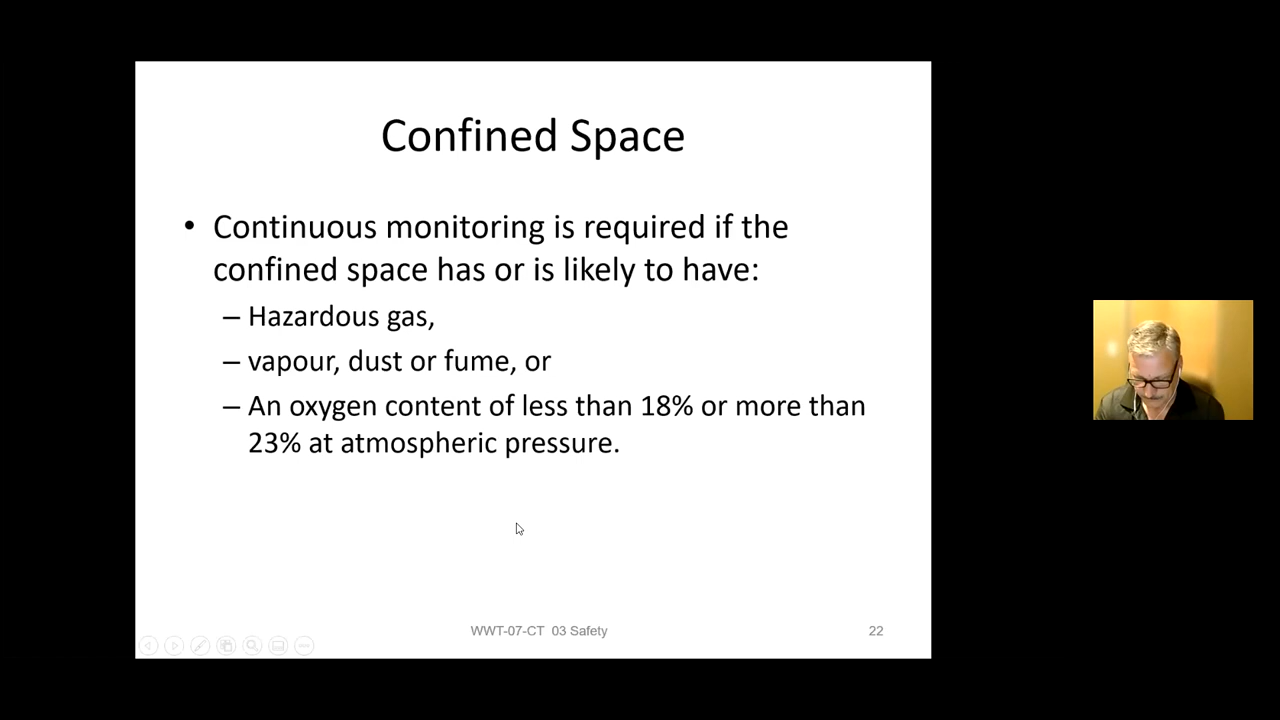 Confined Space
• Continuous monitoring is required if the
confined space has or is likely to have:
– Hazardous gas,
– vapour, dust or fume, or
– An oxygen content of less than 18% or more than
23% at atmospheric pressure.
WWT-07-CT 03 Safety
22